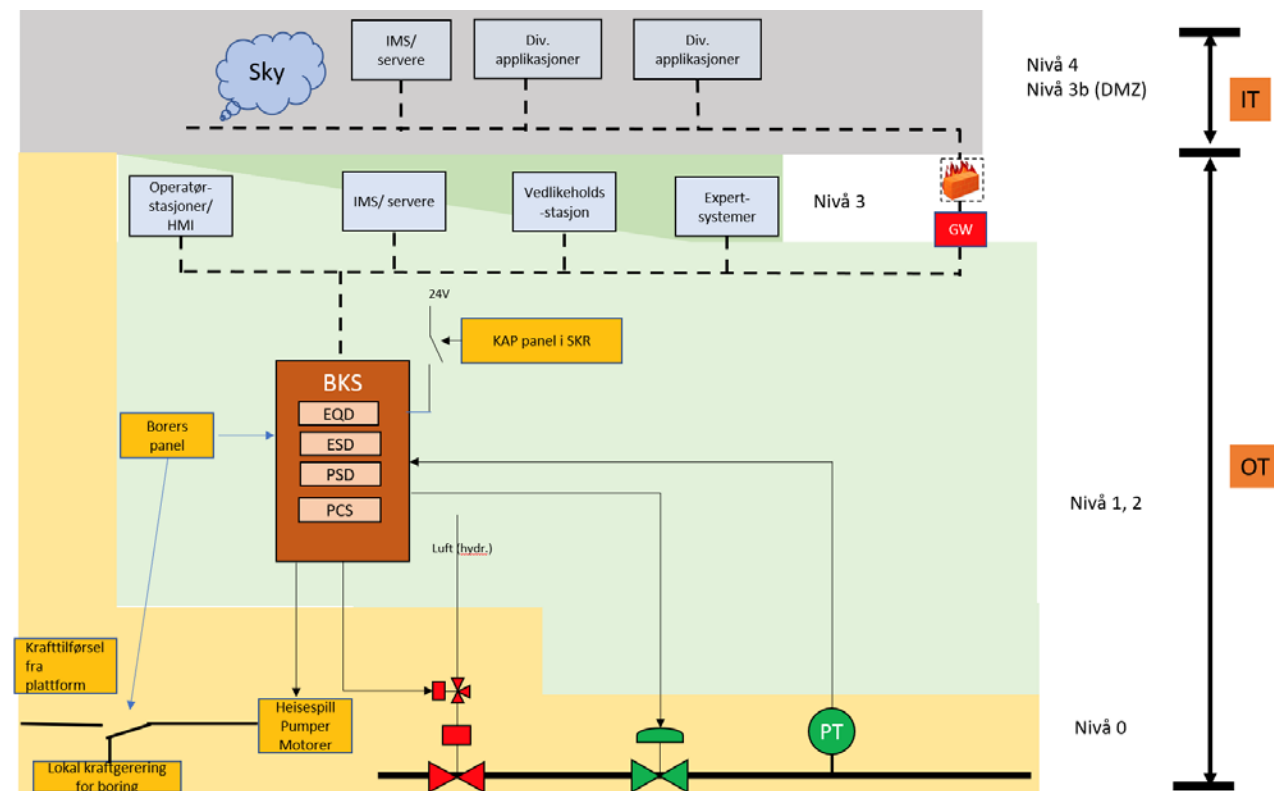 Sky
IMS/
servere
Div.
applikasjoner
Div.
applikasjoner
Nivå 4
Nivå 3b (DMZ)
IT
Operatør-
stasjoner/
HMI
IMS/ servere
Vedlikeholds
-stasjon
Expert-
systemer
Nivå 3
GW
24V
KAP panel i SKR
BKS
EQD
ESD
PSD
PCS
Borers
panel
OT
Nivå 1, 2
Luft (hydr.)
Krafttilførsel
fra
plattform
Heisespill
Pumper
Motorer
PT
Nivå 0
Lokal kraftgerering
for boring